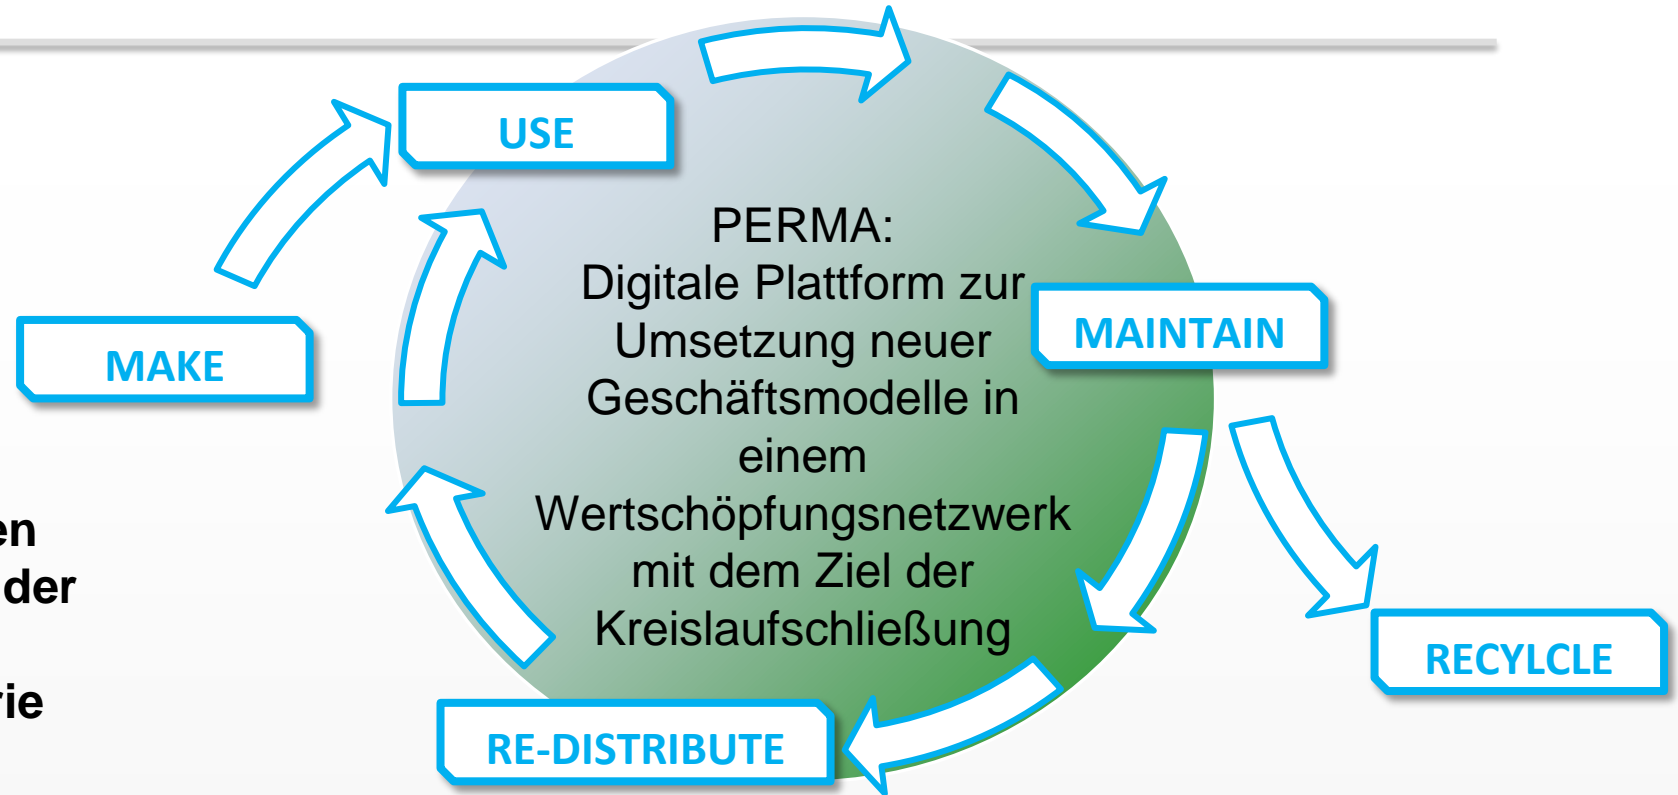 USE
PERMA:
Digitale Plattform zur
Umsetzung neuer
Geschäftsmodelle in
einem
Wertschöpfungsnetzwerk
mit dem Ziel der
Kreislaufschließung
MAINTAIN
MAKE
en
der
rie
RECYLCLE
RE-DISTRIBUTE